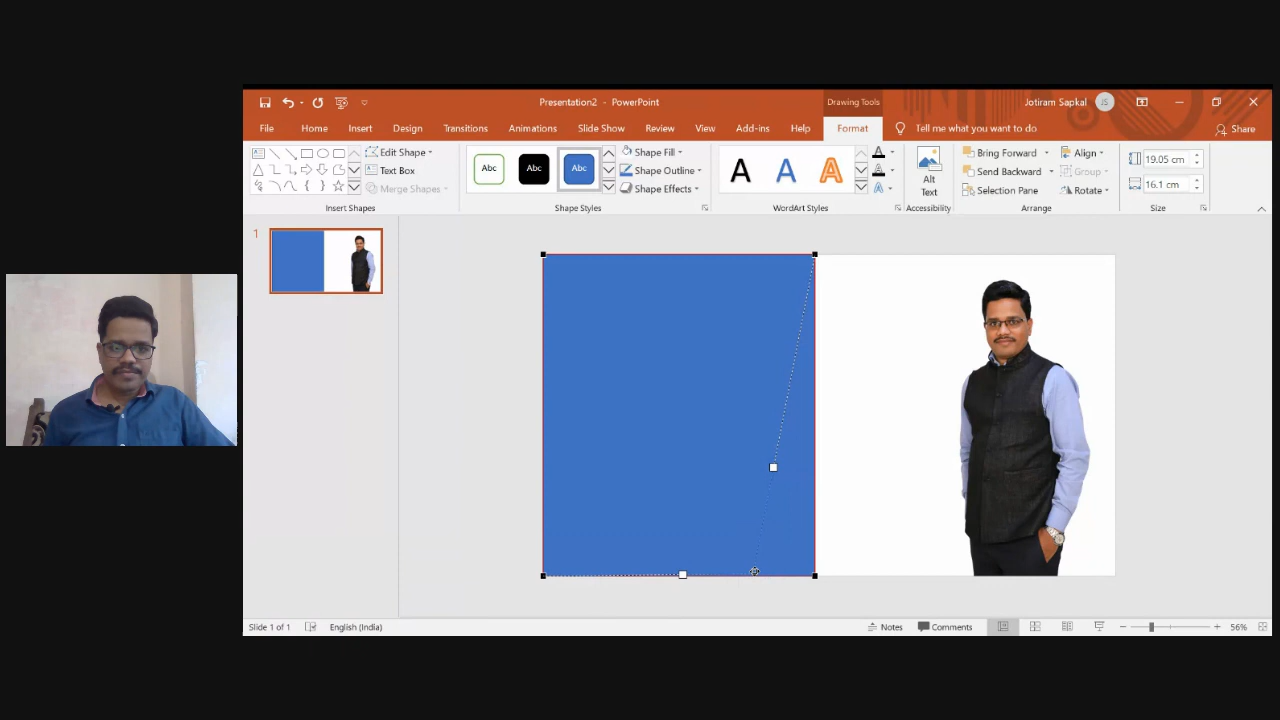 Presentation2 - PowerPoint
Drawing Tools
Jotiram Sapkal
JS
File
Home
Insert
Design
Transitions
Animations
Slide Show
Review
View
Add-ins
Help
Format
Tell me what you want to do
Share
Edit Shape
Text Box
Merge Shapes
Insert Shapes
Abc
Abc
Abc
Shape Fill
Shape Outline
Shape Effects
Shape Styles
A
A
A
A
A
A
WordArt Styles
Alt
Text
Accessibility
Bring Forward
Send Backward
Selection Pane
Align
Group
Rotate
Arrange
19.05 cm
16.1 cm
Size
1
Slide 1 of 1
English (India)
Notes
Comments
56%